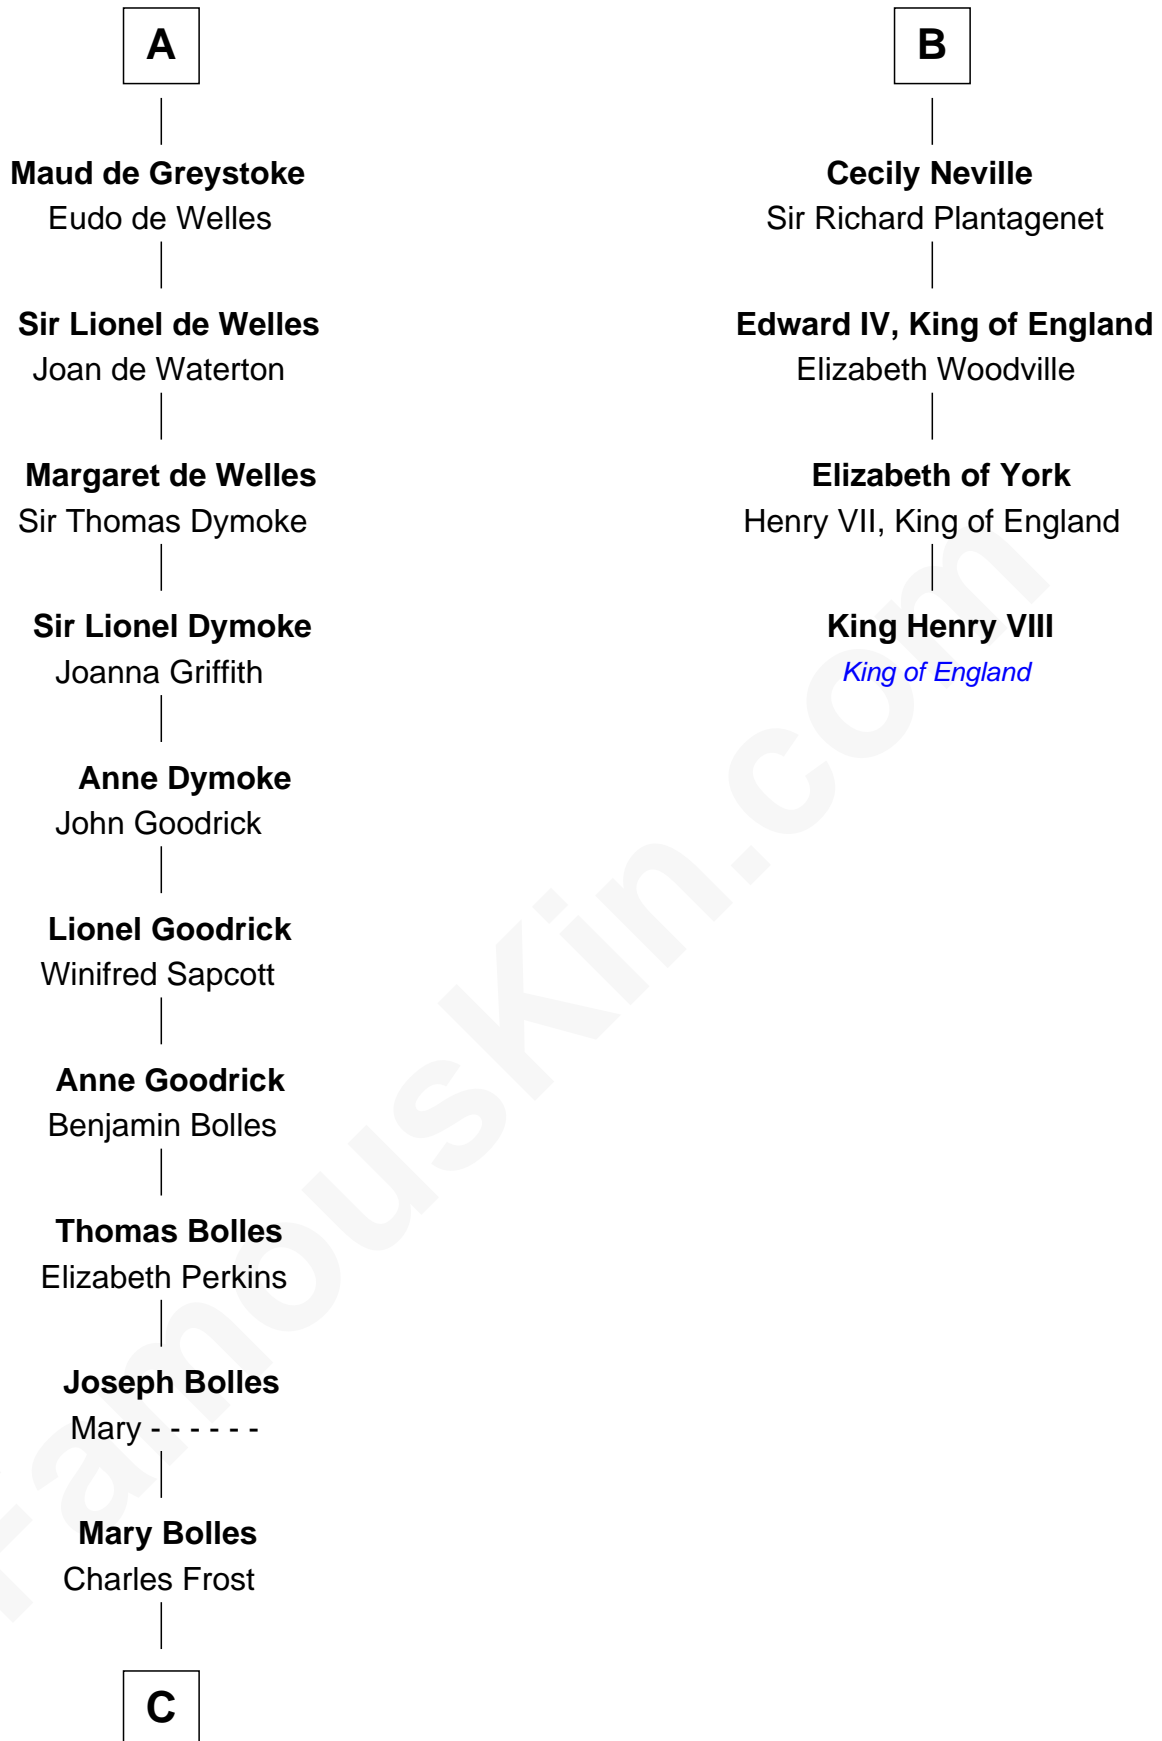 A
Maud de Greystoke
Eudo de Welles
Sir Lionel de Welles
Joan de Waterton
Margaret de Welles
Sir Thomas Dymoke
Sir Lionel Dymoke
Joanna Griffith
Anne Dymoke
John Goodrick
Lionel Goodrick
Winifred Sapcott
Anne Goodrick
Benjamin Bolles
Thomas Bolles
Elizabeth Perkins
Joseph Bolles
Mary - - - - - -
Mary Bolles
Charles Frost
C
B
Cecily Neville
Sir Richard Plantagenet
Edward IV, King of England
Elizabeth Woodville
Elizabeth of York
Henry VII, King of England
King Henry VIII
King of England
FamousKin.com